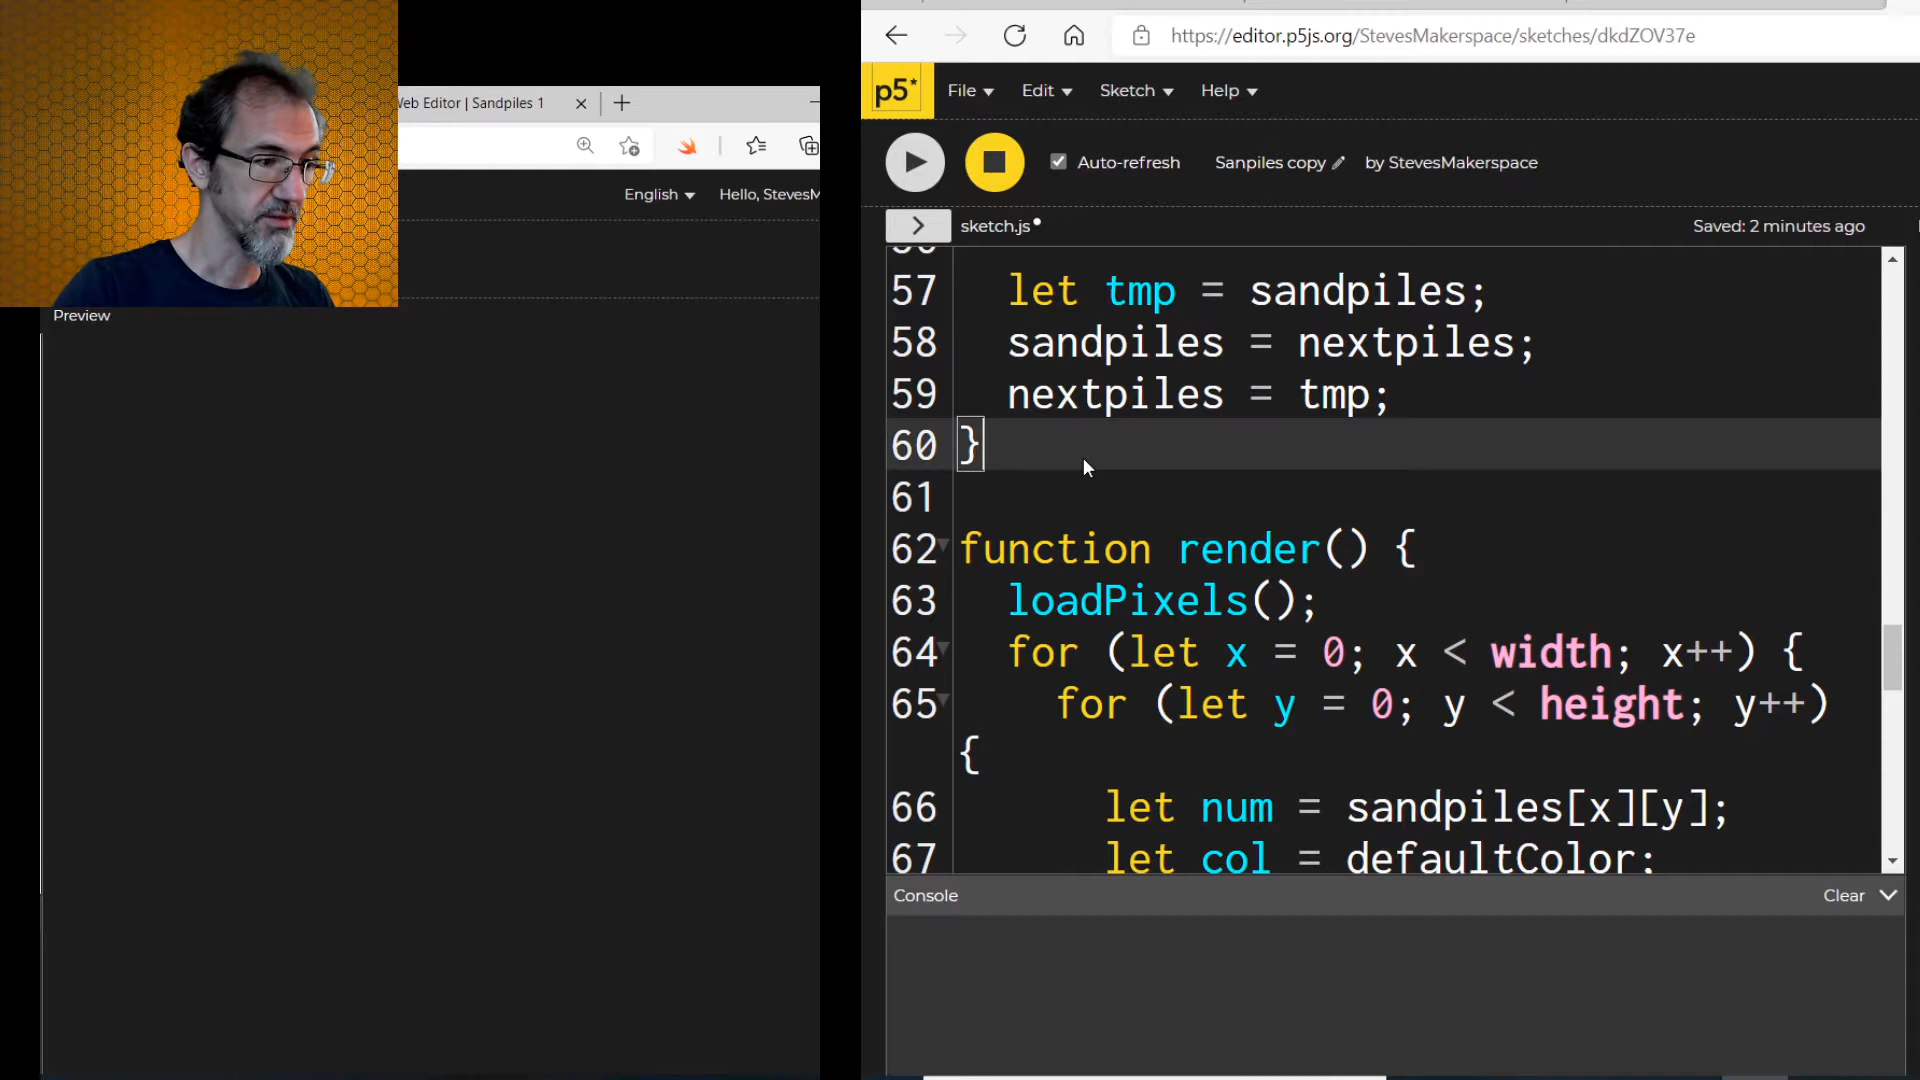 Web Editor | Sandpiles 1
English
Hello, StevesM
Preview
https://editor.p5js.org/StevesMakerspace/sketches/dkdZOV37e
p5*
File
Edit
Sketch
Help
Auto-refresh
Sanpiles copy
by StevesMakerspace
sketch.js
Saved: 2 minutes ago
57 let tmp = sandpiles;
58 sandpiles = nextpiles;
59 nextpiles = tmp;
60 }
61
62 function render() {
63 loadPixels();
64 for (let x = 0; x < width; x++) {
65 for (let y = 0; y < height; y++)
{
66 let num = sandpiles[x][y];
67 let col = defaultColor;
Console
Clear